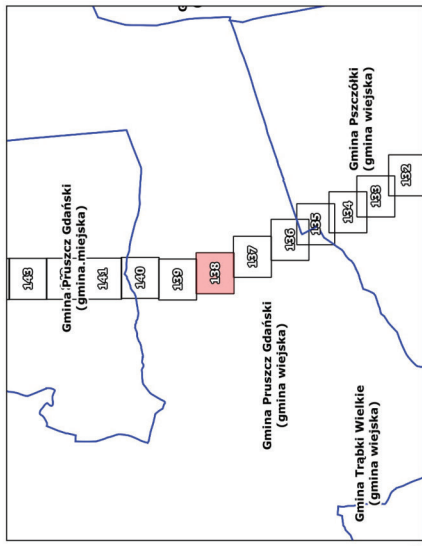 143
Gmina Pruszcz Gdański
(gmina miejska)
141
140
139
138
137
136
135
134
133
132
Gmina Pszczółki
(gmina wiejska)
Gmina Pruszcz Gdański
(gmina wiejska)
Gmina Trąbki Wielkie
(gmina wiejska)